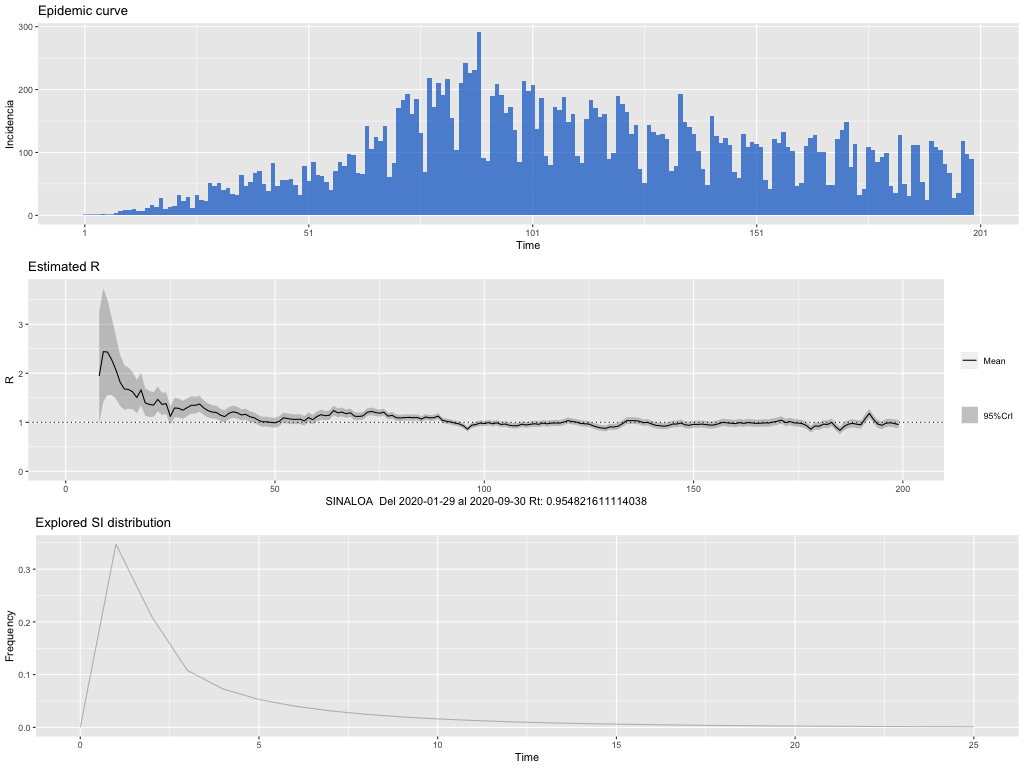 Epidemic curve
300
200
100
0
Incidencia
1 51 101 151 201
Time
Estimated R
3
2
1
0
R
Mean
95%CrI
0 50 100 150 200
SINALOA Del 2020-01-29 al 2020-09-30 Rt: 0.954821611114038
Explored SI distribution
0.3
0.2
0.1
0.0
Frequency
0 5 10 15 20 25
Time